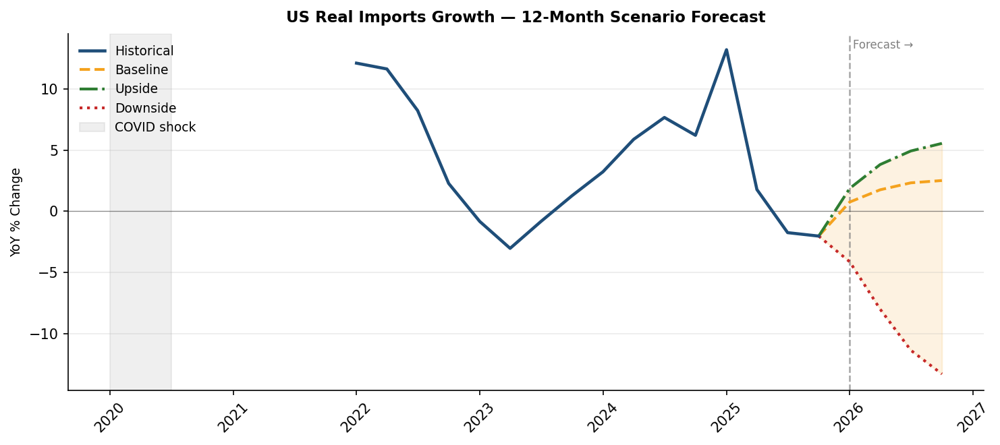 US Real Imports Growth — 12-Month Scenario Forecast
Historical
Baseline
Upside
Downside
COVID shock
Forecast →
YoY % Change
10
5
0
−5
−10
2020
2021
2022
2023
2024
2025
2026
2027